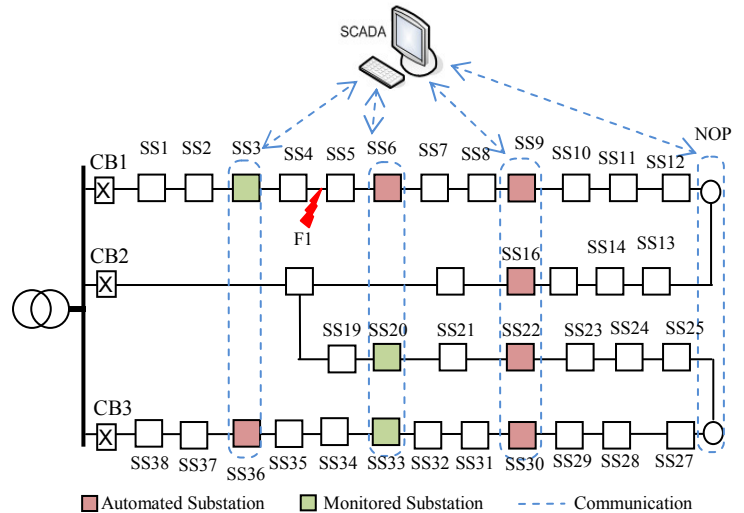 SCADA
NOP
SS1 SS2 SS3 SS4 SS5 SS6 SS7 SS8 SS9 SS10 SS11 SS12
CB1
X
F1
CB2
X
SS16 SS14 SS13
SS19 SS20 SS21 SS22 SS23 SS24 SS25
CB3
X
SS38 SS37 SS36 SS35 SS34 SS33 SS32 SS31 SS30 SS29 SS28 SS27
Automated Substation Monitored Substation Communication